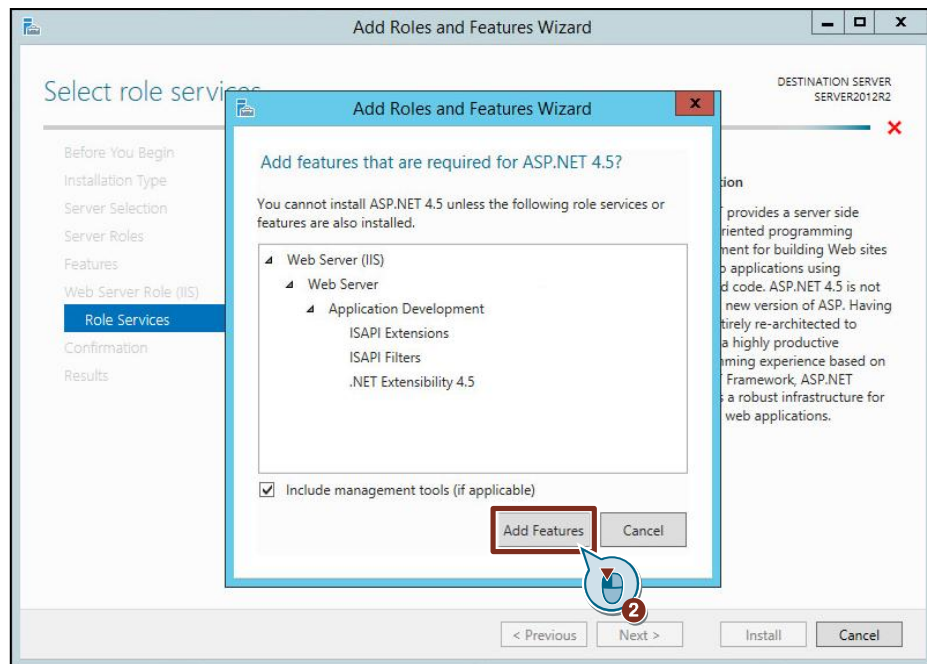 Add Roles and Features Wizard
Select role services
DESTINATION SERVER
SERVER2012R2
Before You Begin
Installation Type
Server Selection
Server Roles
Features
Web Server Role (IIS)
Role Services
Confirmation
Results
Add Roles and Features Wizard
x
Add features that are required for ASP.NET 4.5?
You cannot install ASP.NET 4.5 unless the following role services or
features are also installed.
Web Server (IIS)
Web Server
Application Development
ISAPI Extensions
ISAPI Filters
.NET Extensibility 4.5
Include management tools (if applicable)
Add Features
Cancel
2
tion
provides a server side
riented programming
ment for building Web sites
applications using
d code. ASP.NET 4.5 is not
new version of ASP. Having
tirely re-architected to
a highly productive
mming experience based on
Framework, ASP.NET
s a robust infrastructure for
web applications.
< Previous
Next >
Install
Cancel